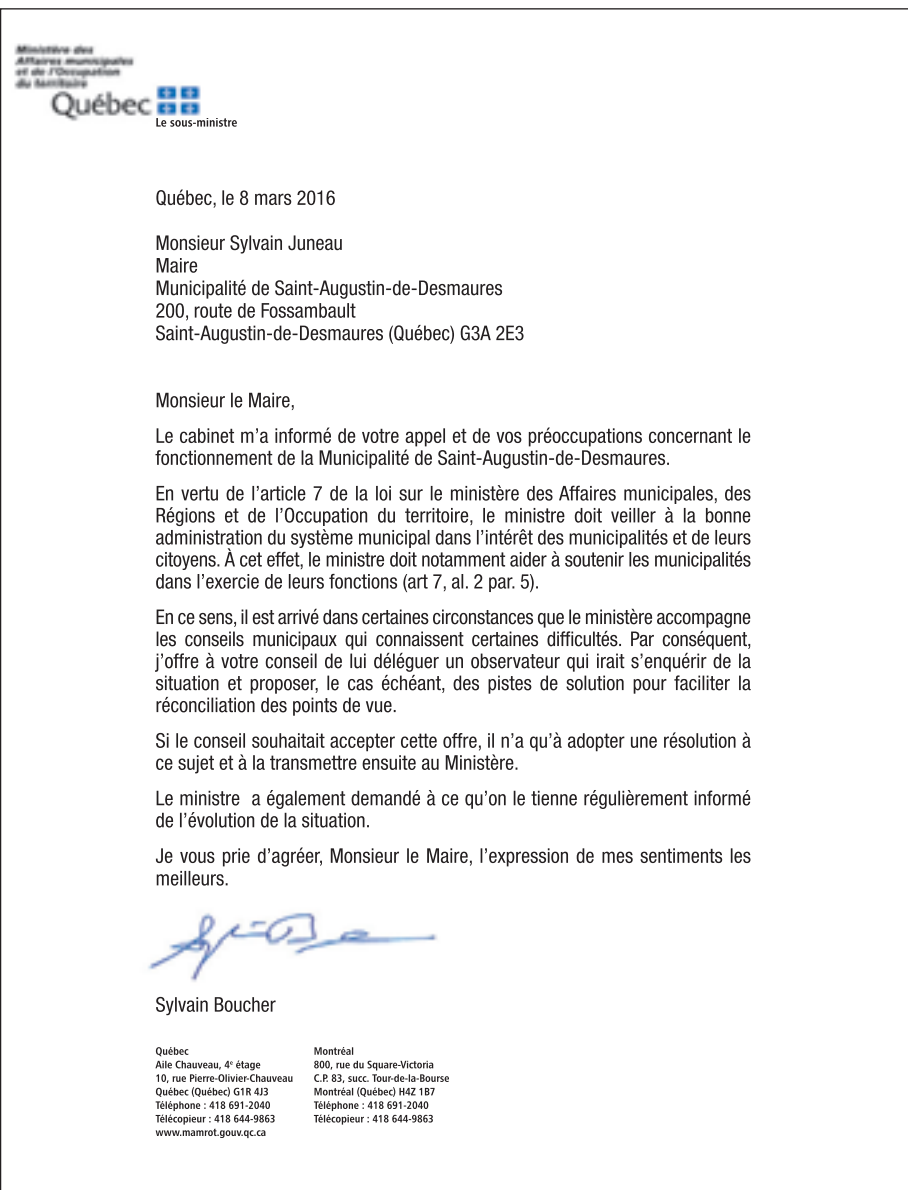 Ministère des
Affaires municipales
et de l'Occupation
du territoire
Québec
Le sous-ministre
Québec, le 8 mars 2016
Monsieur Sylvain Juneau
Maire
Municipalité de Saint-Augustin-de-Desmaures
200, route de Fossambault
Saint-Augustin-de-Desmaures (Québec) G3A 2E3
Monsieur le Maire,
Le cabinet m'a informé de votre appel et de vos préoccupations concernant le
fonctionnement de la Municipalité de Saint-Augustin-de-Desmaures.
En vertu de l'article 7 de la loi sur le ministère des Affaires municipales, des
Régions et de l'Occupation du territoire, le ministre doit veiller à la bonne
administration du système municipal dans l'intérêt des municipalités et de leurs
citoyens. À cet effet, le ministre doit notamment aider à soutenir les municipalités
dans l'exercie de leurs fonctions (art 7, al. 2 par. 5).
En ce sens, il est arrivé dans certaines circonstances que le ministère accompagne
les conseils municipaux qui connaissent certaines difficultés. Par conséquent,
j'offre à votre conseil de lui déléguer un observateur qui irait s'enquérir de la
situation et proposer, le cas échéant, des pistes de solution pour faciliter la
réconciliation des points de vue.
Si le conseil souhaitait accepter cette offre, il n'a qu'à adopter une résolution à
ce sujet et à la transmettre ensuite au Ministère.
Le ministre a également demandé à ce qu'on le tienne régulièrement informé
de l'évolution de la situation.
Je vous prie d'agréer, Monsieur le Maire, l'expression de mes sentiments les
meilleurs.
Sylvain Boucher
Québec
Aile Chauveau, 4e étage
10, rue Pierre-Olivier-Chauveau
Québec (Québec) G1R 4J3
Téléphone : 418 691-2040
Télécopieur : 418 644-9863
www.mamrot.gouv.qc.ca
Montréal
800, rue du Square-Victoria
C.P. 83, succ. Tour-de-la-Bourse
Montréal (Québec) H4Z 1B7
Téléphone : 418 691-2040
Télécopieur : 418 644-9863